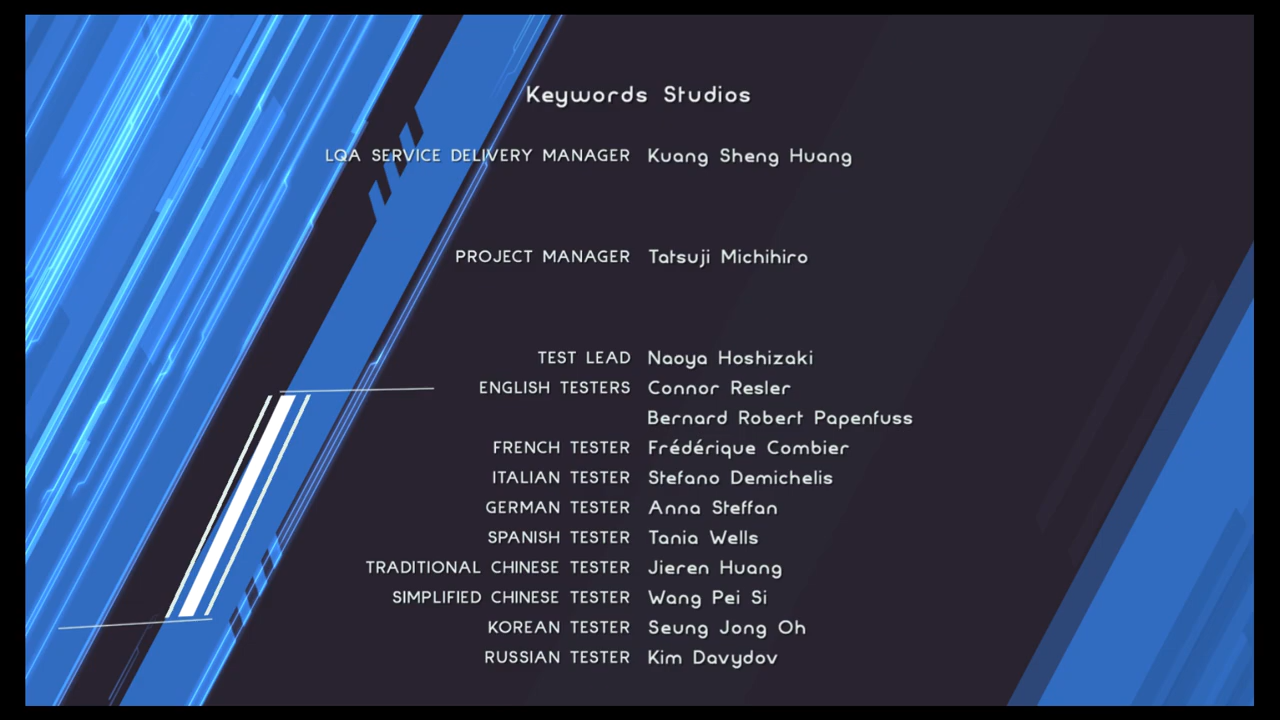 Keywords Studios
LQA SERVICE DELIVERY MANAGER Kuang Sheng Huang
PROJECT MANAGER Tatsuji Michihiro
TEST LEAD Naoya Hoshizaki
ENGLISH TESTERS Connor Resler
Bernard Robert Papenfuss
FRENCH TESTER Frédérique Combier
ITALIAN TESTER Stefano Demichelis
GERMAN TESTER Anna Steffan
SPANISH TESTER Tania Wells
TRADITIONAL CHINESE TESTER Jieren Huang
SIMPLIFIED CHINESE TESTER Wang Pei Si
KOREAN TESTER Seung Jong Oh
RUSSIAN TESTER Kim Davydov